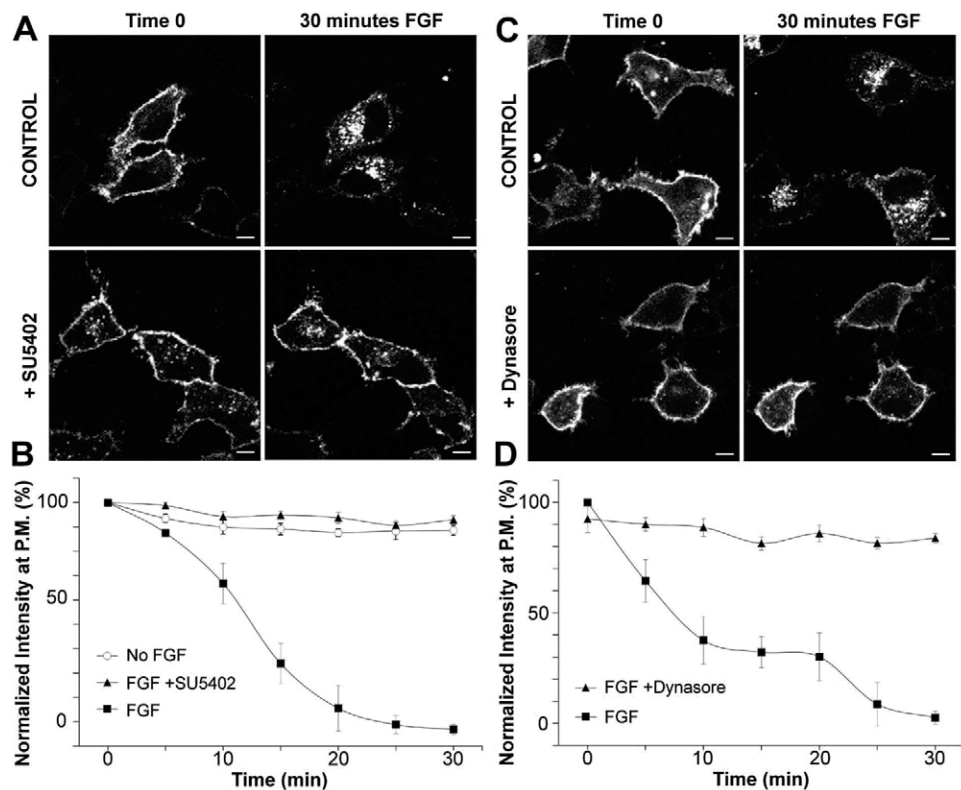 A
Time 0
30 minutes FGF
CONTROL
+ SU5402
B
Normalized Intensity at P.M. (%)
100
50
0
No FGF
FGF +SU5402
FGF
0
10
20
30
Time (min)
C
Time 0
30 minutes FGF
CONTROL
+ Dynasore
D
Normalized Intensity at P.M. (%)
100
50
0
FGF +Dynasore
FGF
0
10
20
30
Time (min)